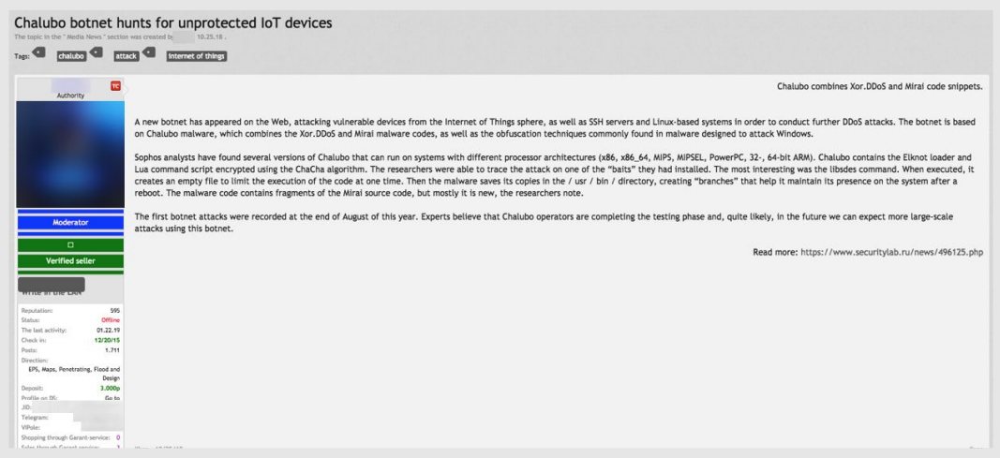 Chalubo botnet hunts for unprotected IoT devices
The topic in the " Media News " section was created by 10.25.18 .
Tags: chalubo attack internet of things
TC
Authority
Moderator
Verified seller
Write in the LAN
Reputation: 595
Status: Offline
The last activity: 01.22.19
Check in: 12/20/15
Posts: 1.711
Direction:
EPS, Maps, Penetrating, Flood and
Design
Deposit: 3.000p
Profile on DS: Go to
JID:
Telegram:
VIPole:
Shopping through Garant-service: 0
Sales through Garant-service: 3
Chalubo combines Xor.DDoS and Mirai code snippets.
A new botnet has appeared on the Web, attacking vulnerable devices from the Internet of Things sphere, as well as SSH servers and Linux-based systems in order to conduct further DDoS attacks. The botnet is based
on Chalubo malware, which combines the Xor.DDoS and Mirai malware codes, as well as the obfuscation techniques commonly found in malware designed to attack Windows.
Sophos analysts have found several versions of Chalubo that can run on systems with different processor architectures (x86, x86_64, MIPS, MIPSEL, PowerPC, 32-, 64-bit ARM). Chalubo contains the Elknot loader and
Lua command script encrypted using the ChaCha algorithm. The researchers were able to trace the attack on one of the “baits” they had installed. The most interesting was the libsdes command. When executed, it
creates an empty file to limit the execution of the code at one time. Then the malware saves its copies in the / usr / bin / directory, creating “branches” that help it maintain its presence on the system after a
reboot. The malware code contains fragments of the Mirai source code, but mostly it is new, the researchers note.
The first botnet attacks were recorded at the end of August of this year. Experts believe that Chalubo operators are completing the testing phase and, quite likely, in the future we can expect more large-scale
attacks using this botnet.
Read more: https://www.securitylab.ru/news/496125.php